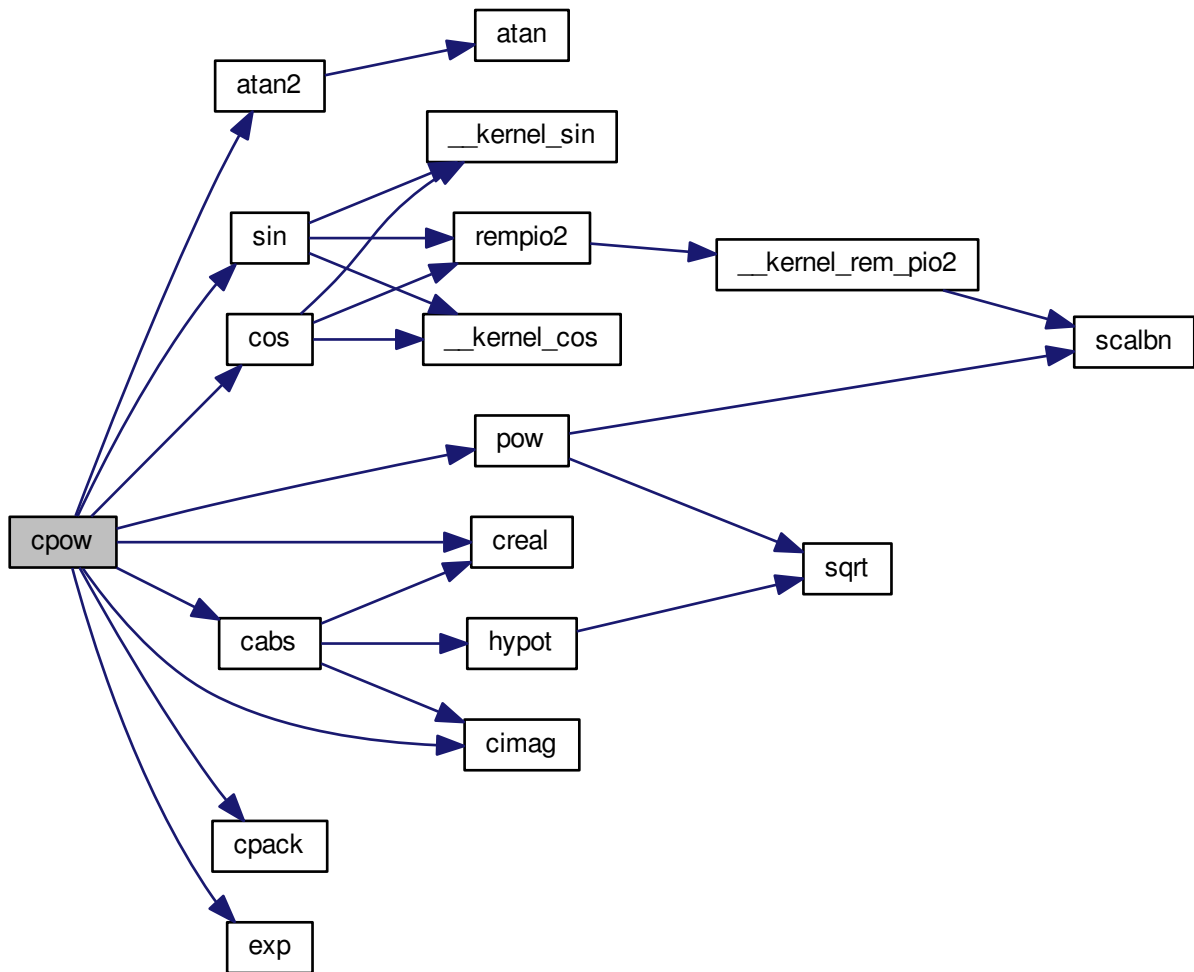 atan
atan2
__kernel_sin
sin
rempio2
__kernel_rem_pio2
cos
__kernel_cos
scalbn
pow
cpow
creal
sqrt
cabs
hypot
cimag
cpack
exp